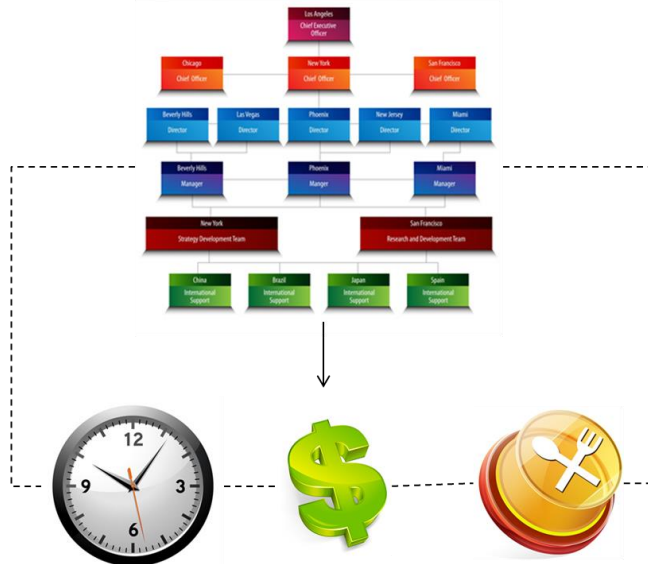 Los Angeles
Chief Executive
Officer
Chicago
Chief Officer
New York
Chief Officer
San Francisco
Chief Officer
Beverly Hills
Director
Las Vegas
Director
Phoenix
Director
New Jersey
Director
Miami
Director
Beverly Hills
Manager
Phoenix
Manger
Miami
Manager
New York
Strategy Development Team
San Francisco
Research and Development Team
China
International
Support
Brazil
International
Support
Japan
International
Support
Spain
International
Support
12
9
3
6
$